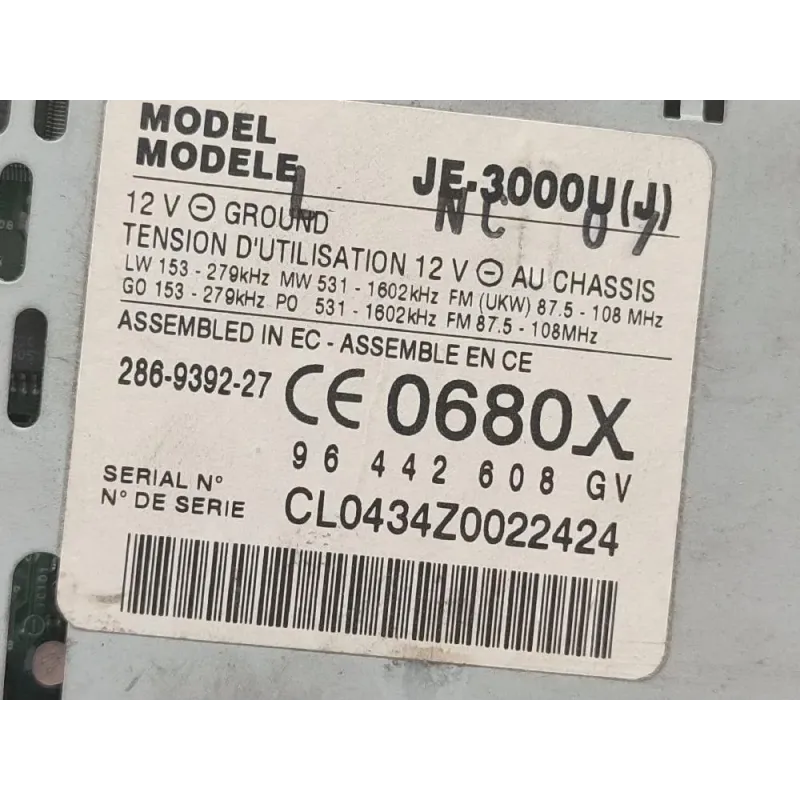 MODEL
MODELE JE-3000U(J)
L NC 07
12 V ⊖ GROUND
TENSION D'UTILISATION 12 V ⊖ AU CHASSIS
LW 153 - 279kHz MW 531 - 1602kHz FM (UKW) 87.5 - 108 MHz
GO 153 - 279kHz PO 531 - 1602kHz FM 87.5 - 108MHz
ASSEMBLED IN EC - ASSEMBLE EN CE
286-9392-27 CE 0680X
96 442 608 GV
SERIAL N°
N° DE SERIE CL0434Z0022424